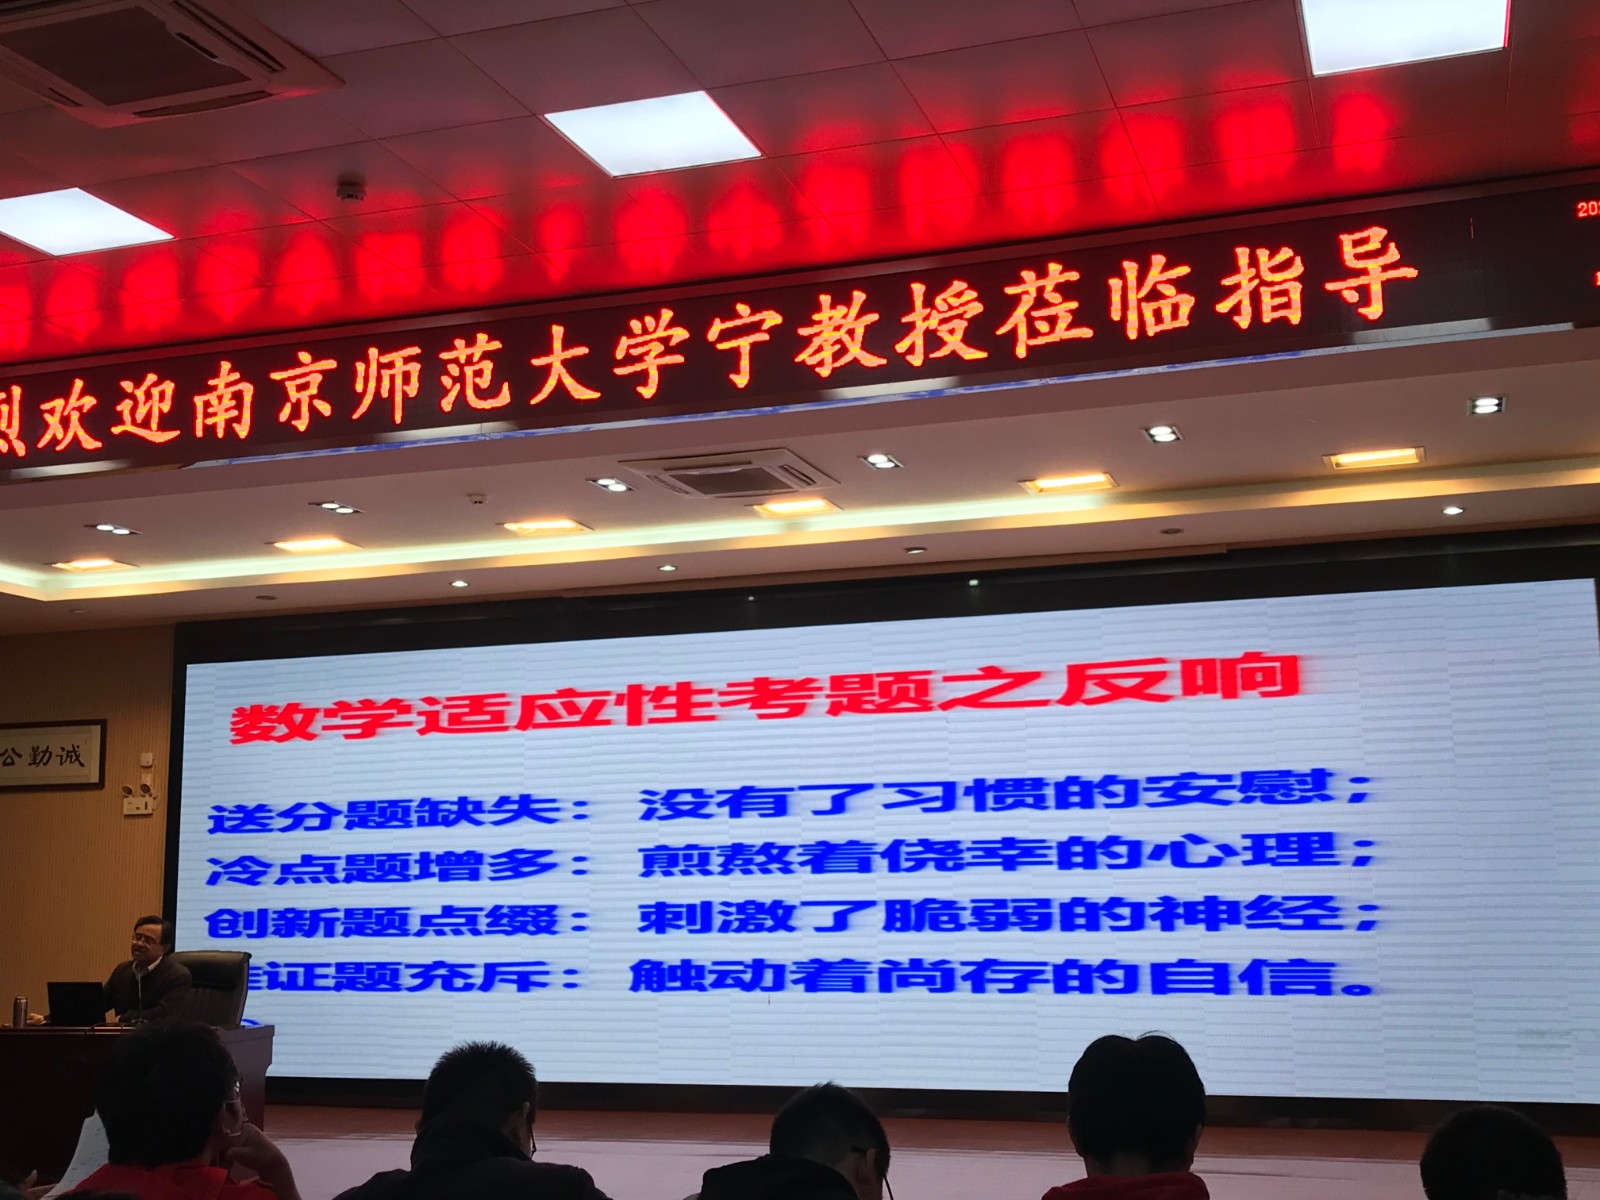 烈欢迎南京师范大学宁教授莅临指导
202
数学适应性考题之反响
送分题缺失：没有了习惯的安慰；
冷点题增多：煎熬着侥幸的心理；
创新题点缀：刺激了脆弱的神经；
证题充斥：触动着尚存的自信。
公勤诚